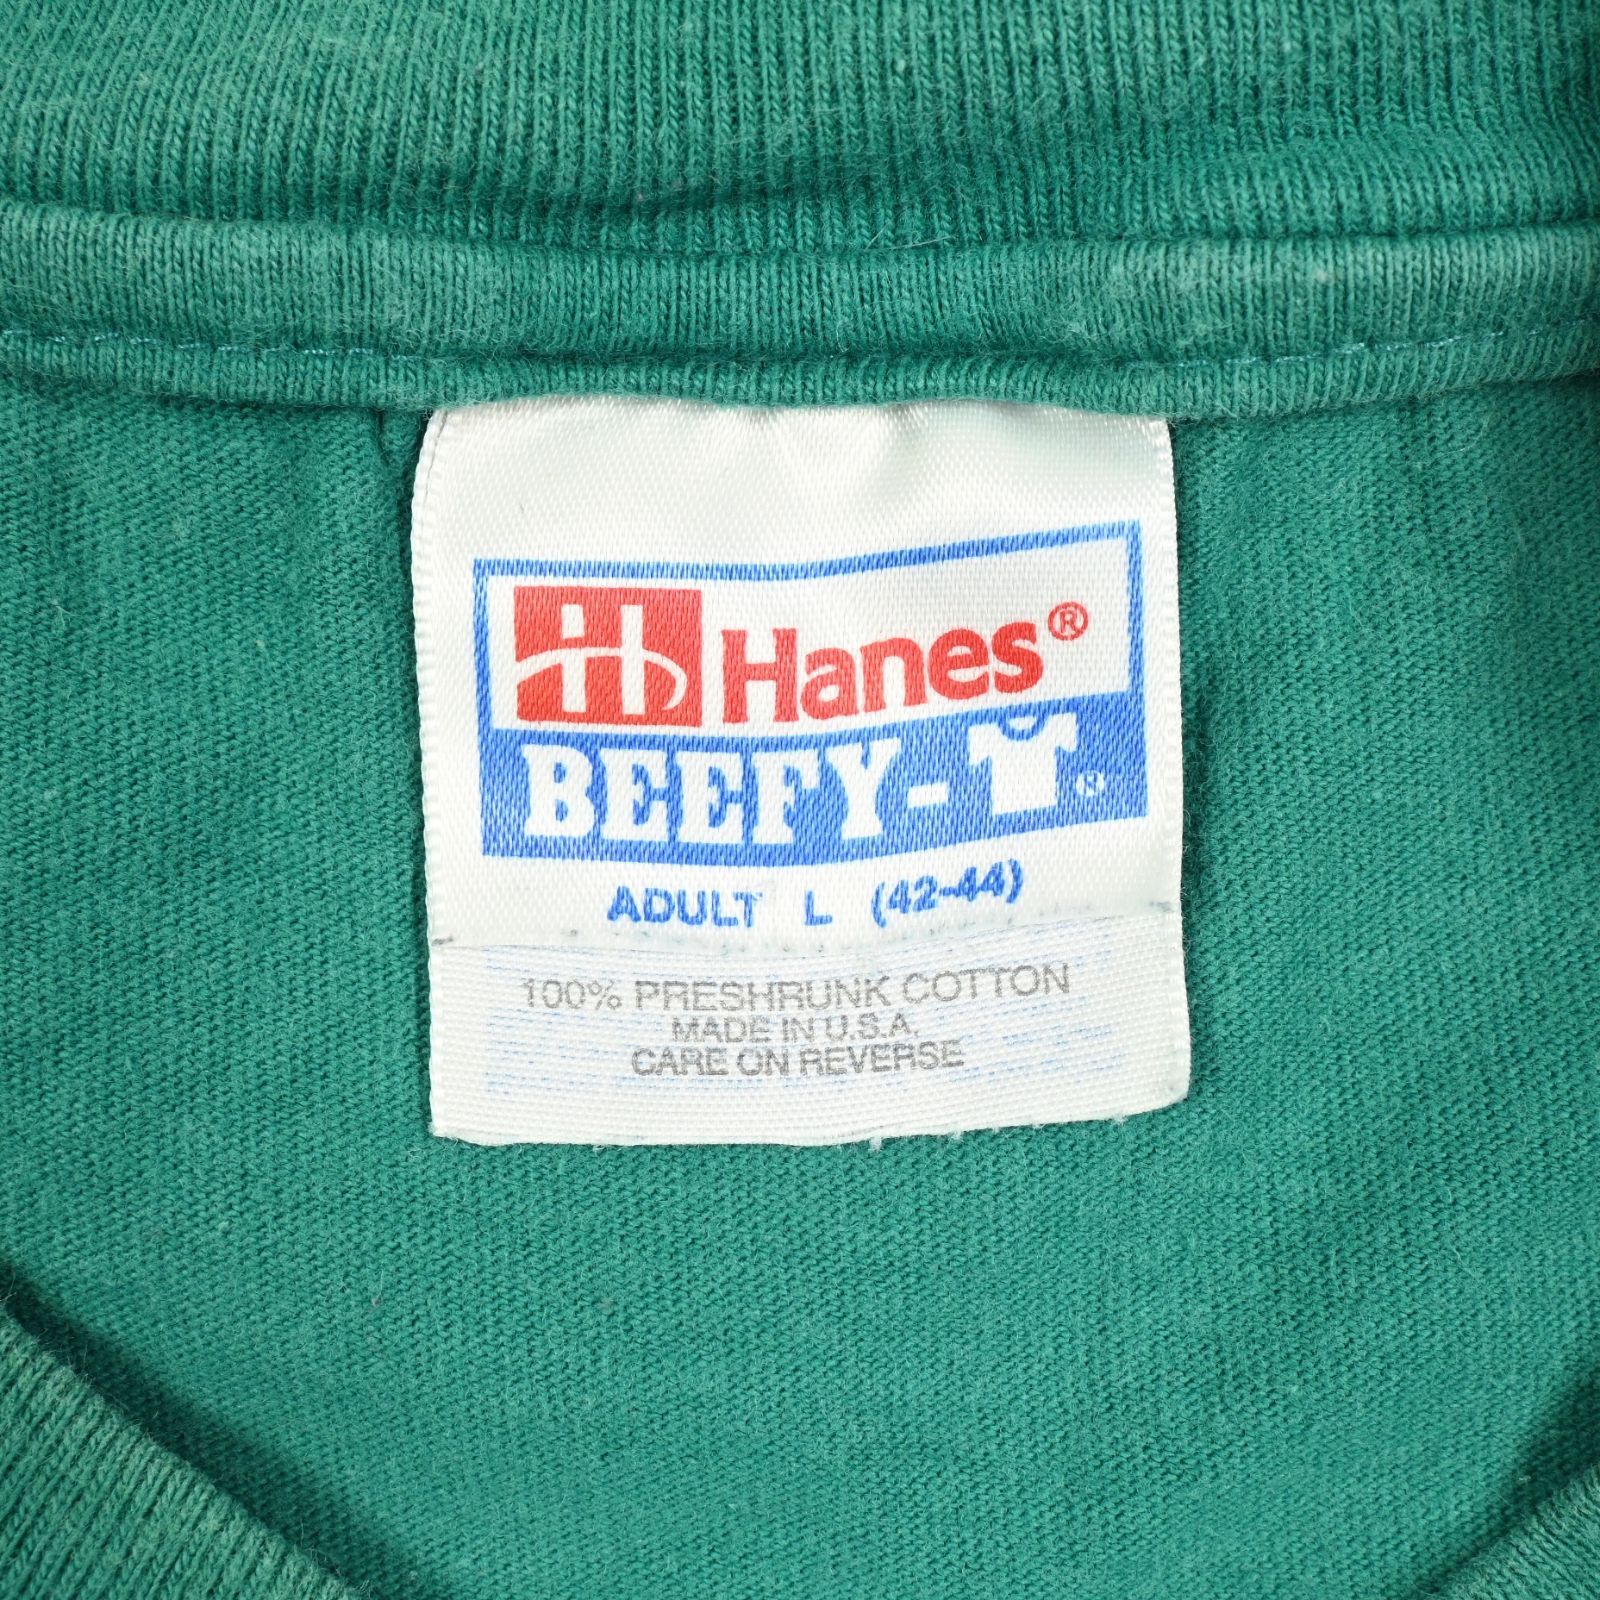 H Hanes®
BEEFY-T®
ADULT L (42-44)
100% PRESHRUNK COTTON
MADE IN U.S.A.
CARE ON REVERSE